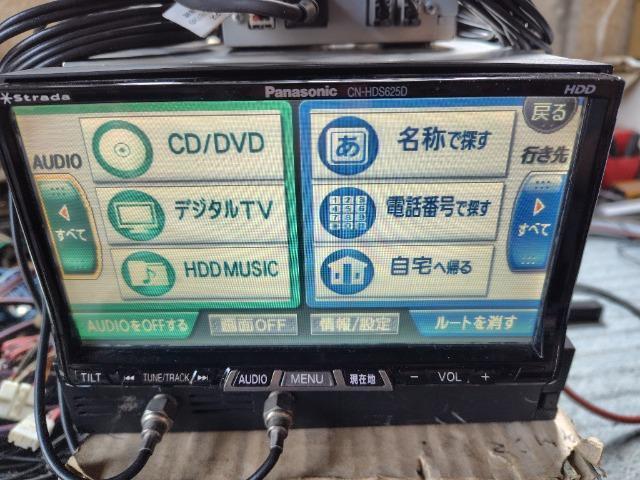 Strada
Panasonic CN-HDS625D
HDD
戻る
AUDIO
すべて
CD/DVD
デジタルTV
HDD MUSIC
あ 名称で探す
電話番号で探す
自宅へ帰る
行き先
すべて
AUDIOをOFFする
画面OFF
情報/設定
ルートを消す
TILT
TUNE/TRACK
AUDIO
MENU
現在地
− VOL +